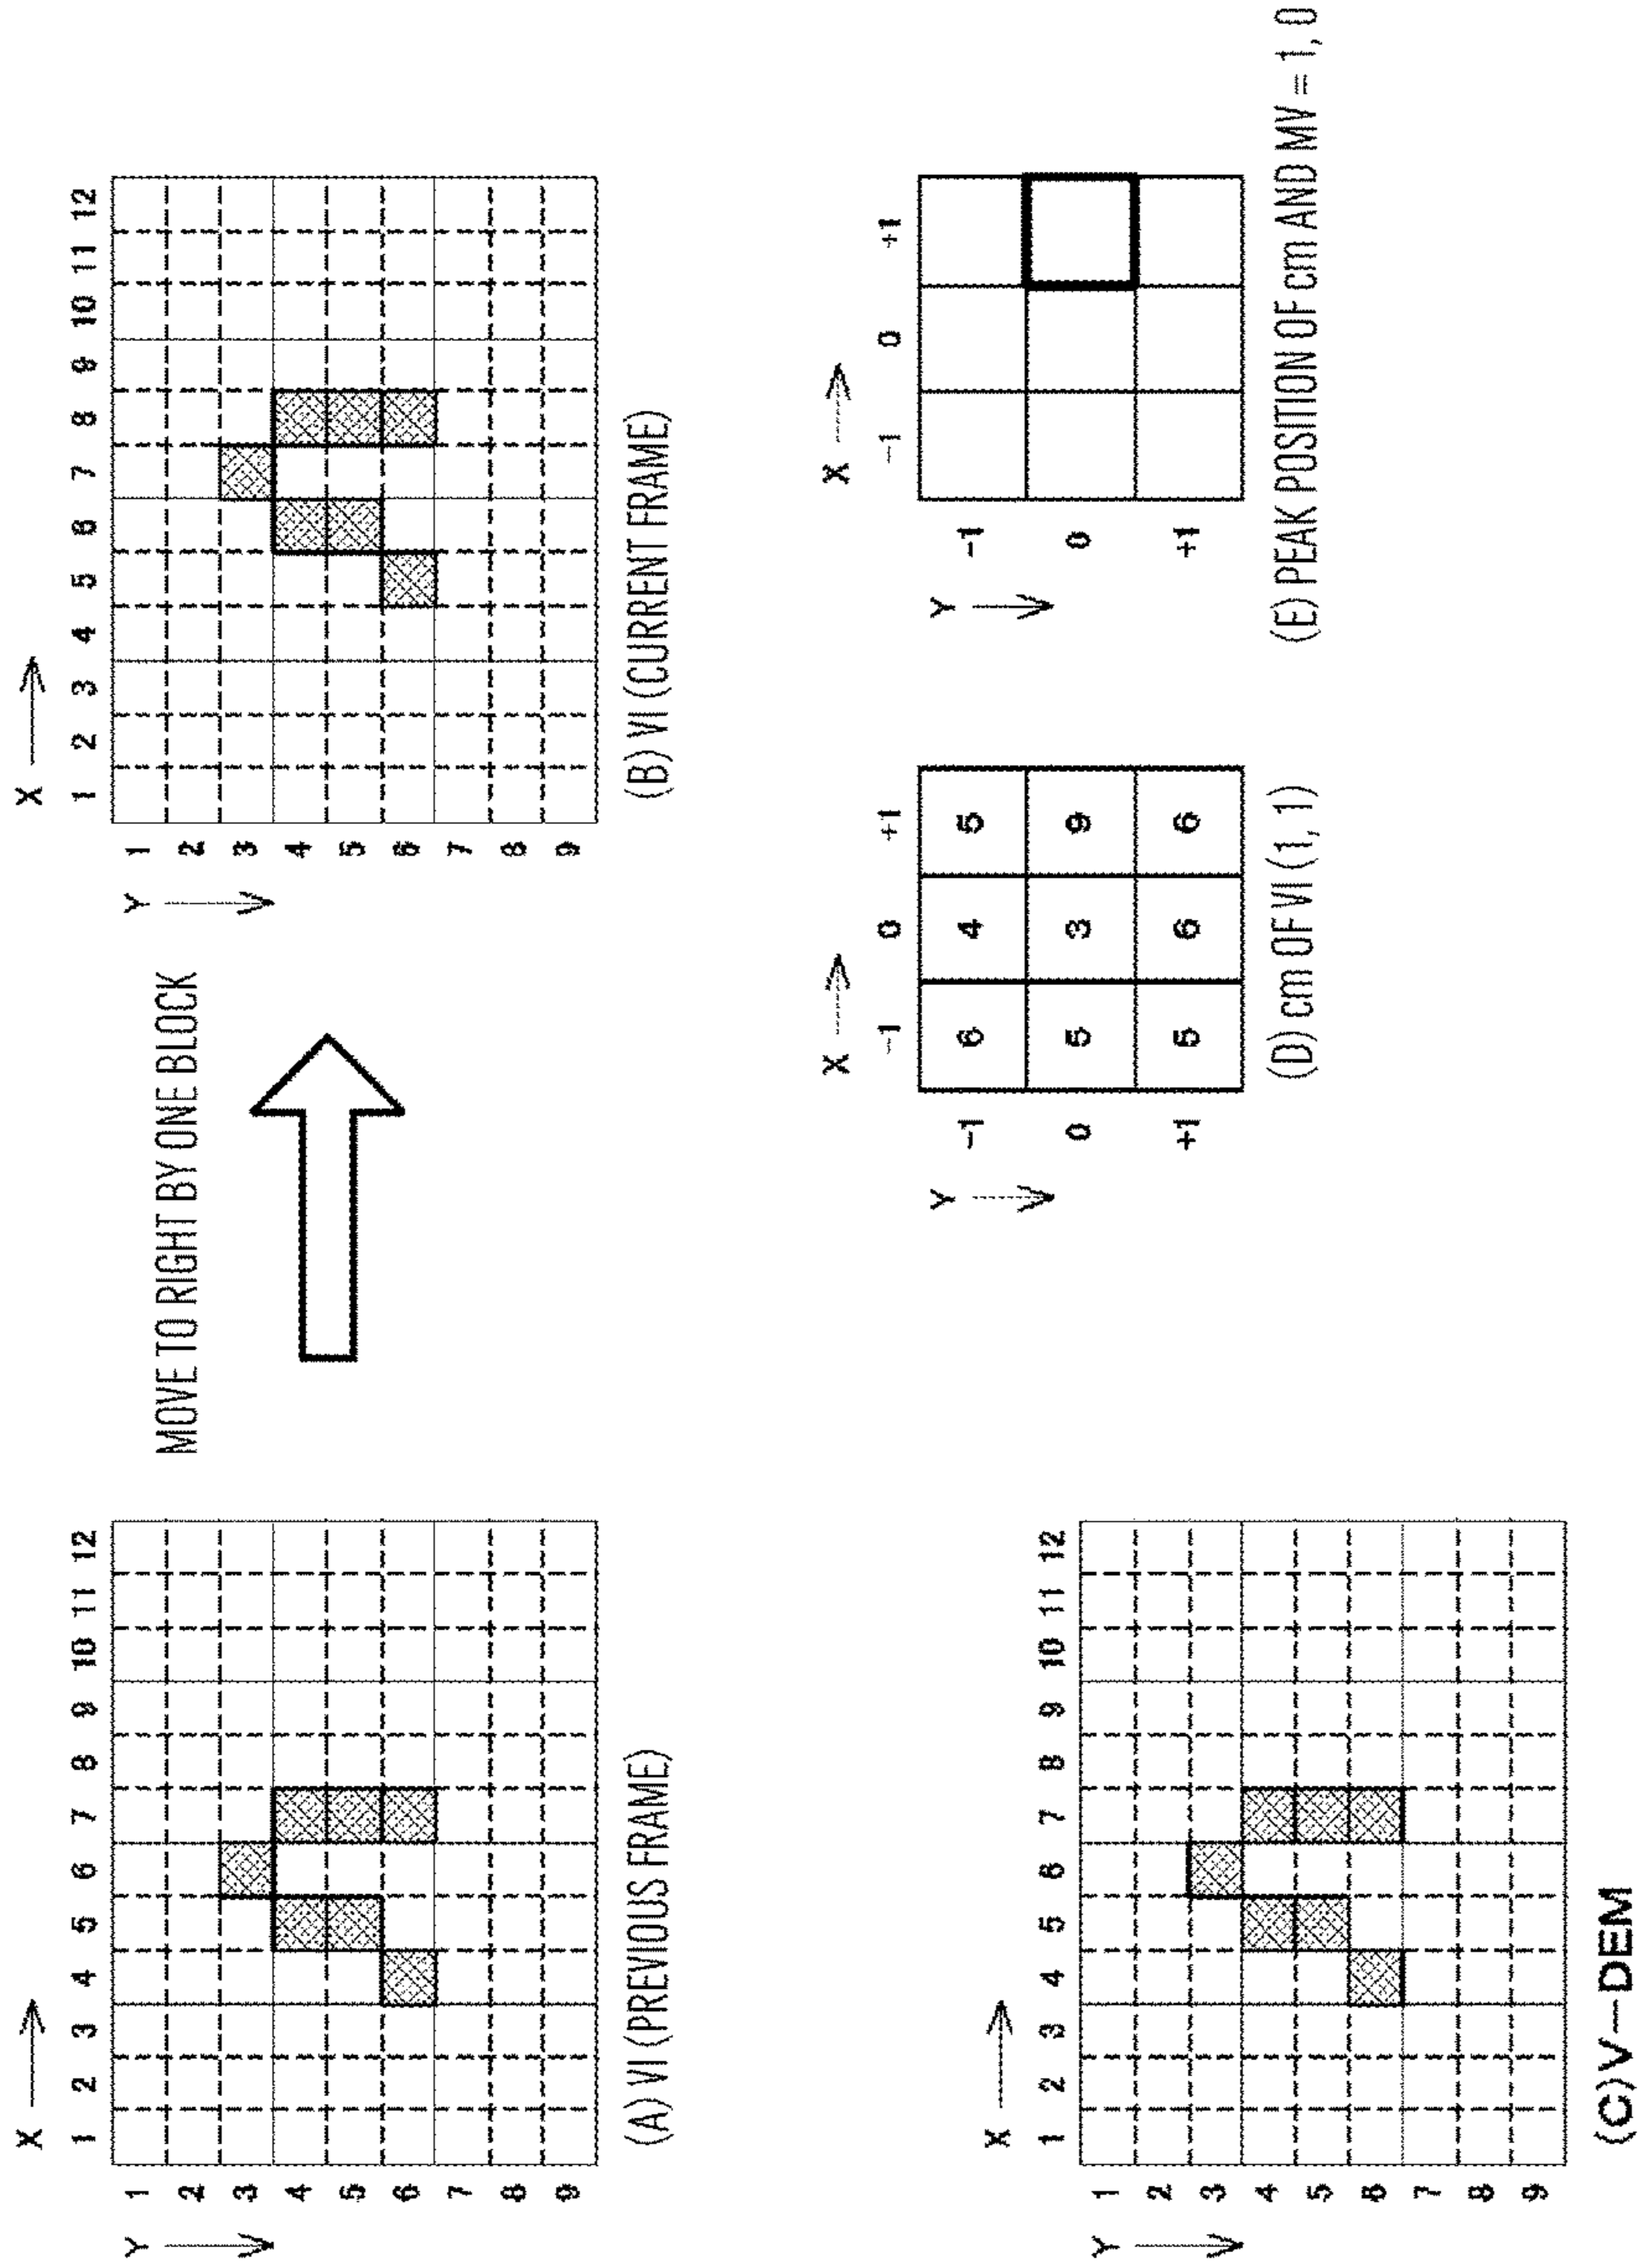 X
1 2 3 4 5 6 7 8 9 10 11 12
Y
1
2
3
4
5
6
7
8
9
(A) VI (PREVIOUS FRAME)
MOVE TO RIGHT BY ONE BLOCK
X
1 2 3 4 5 6 7 8 9 10 11 12
Y
1
2
3
4
5
6
7
8
9
(B) VI (CURRENT FRAME)
X
1 2 3 4 5 6 7 8 9 10 11 12
Y
1
2
3
4
5
6
7
8
9
(C)V-DEM
X
-1 0 +1
Y
-1 6 4 5
0 5 3 9
+1 5 6 6
(D) cm OF VI (1, 1)
X
-1 0 +1
Y
-1
0
+1
(E) PEAK POSITION OF cm AND MV = 1, 0